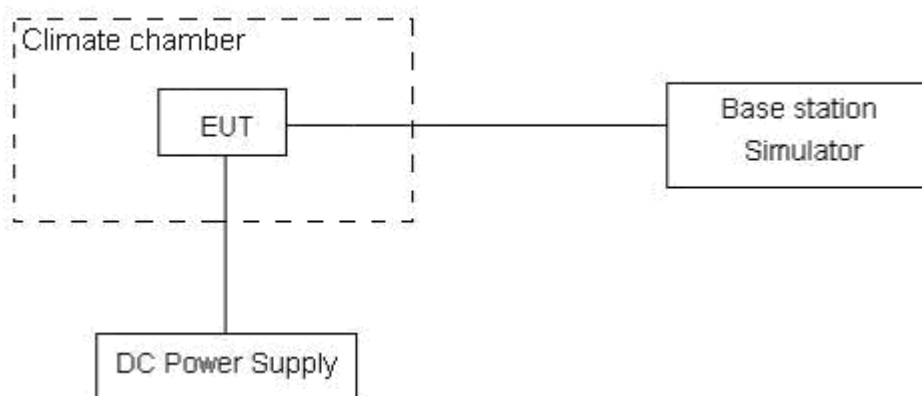 Climate chamber
EUT
Base station
Simulator
DC Power Supply